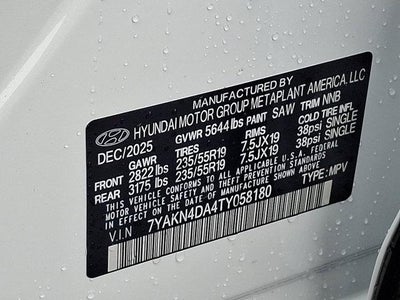 MANUFACTURED BY
HYUNDAI MOTOR GROUP METAPLANT AMERICA, LLC
DEC/2025 GVWR 5644 lbs PAINT SAW TRIM NNB
GAWR TIRES RIMS COLD TIRE INFL
FRONT 2822 lbs 235/55R19 7.5JX19 38psi SINGLE
REAR 3175 lbs 235/55R19 7.5JX19 38psi SINGLE
THIS VEHICLE CONFORMS TO ALL APPLICABLE U.S.A. FEDERAL
MOTOR VEHICLE SAFETY AND THEFT PREVENTION STANDARDS
IN EFFECT ON THE DATE OF MANUFACTURE SHOWN ABOVE.
V.I.N 7YAKN4DA4TY058180 TYPE: MPV